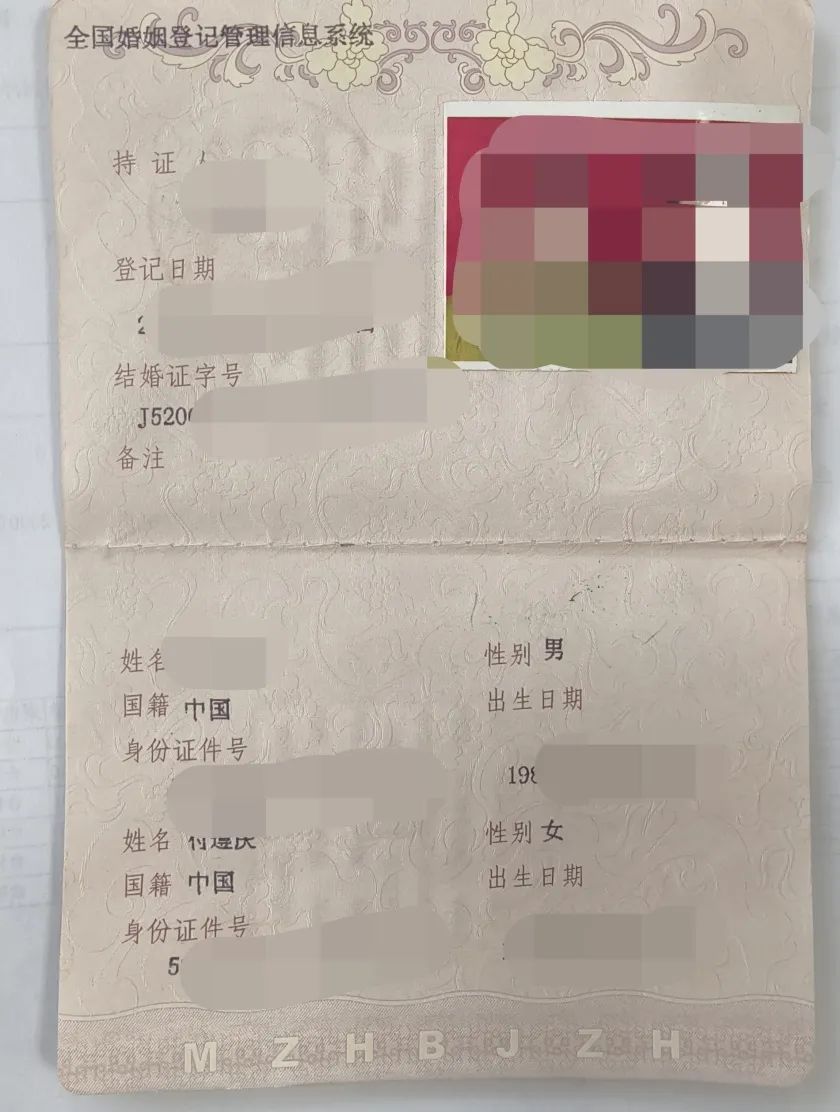 全国婚姻登记管理信息系统
持证
登记日期
结婚证字号
J520
备注
姓名
性别 男
国籍 中国
出生日期
身份证件号
198
姓名
性别 女
国籍 中国
出生日期
身份证件号
5
MZHBJZH